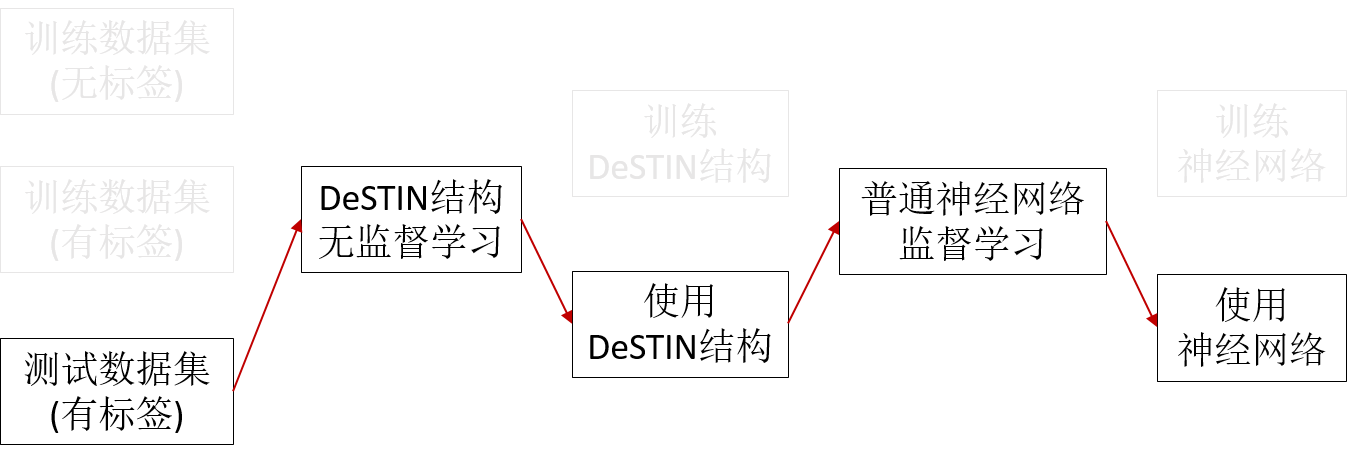 训练数据集
(无标签)
训练数据集
(有标签)
测试数据集
(有标签)
DeSTIN结构
无监督学习
训练
DeSTIN结构
使用
DeSTIN结构
普通神经网络
监督学习
训练
神经网络
使用
神经网络